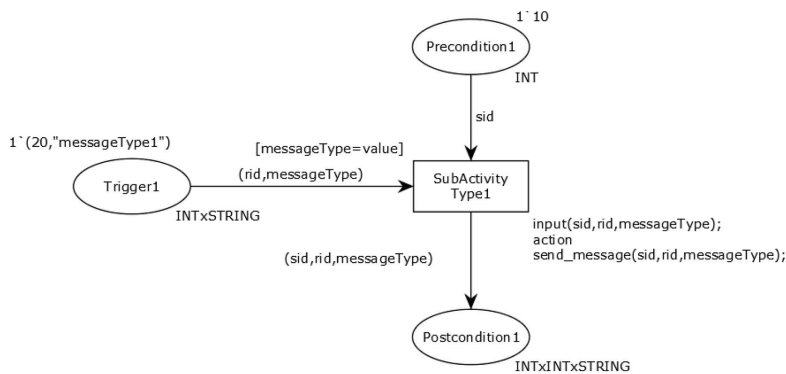 1`10
Precondition1
INT
sid
1`(20,"messageType1")
[messageType=value]
(rid,messageType)
Trigger1
INTxSTRING
SubActivity
Type1
input(sid,rid,messageType);
action
send_message(sid,rid,messageType);
(sid,rid,messageType)
Postcondition1
INTxINTxSTRING